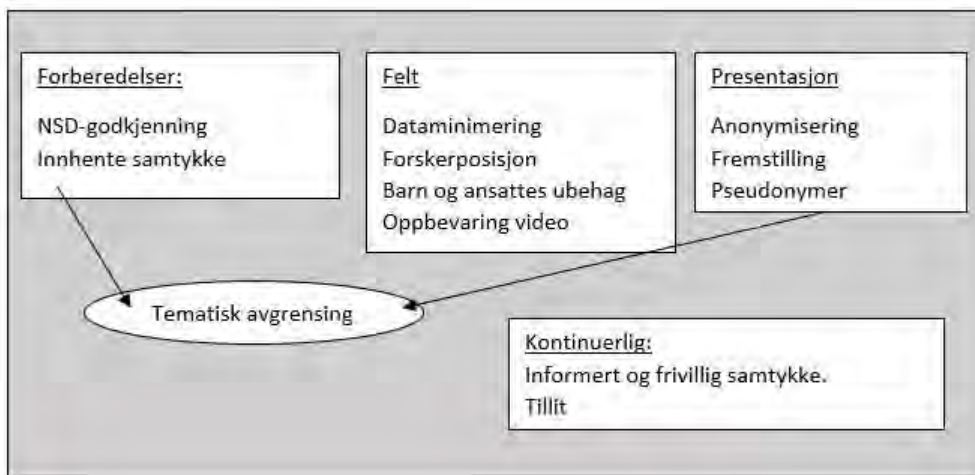 Forberedelser:
NSD-godkjenning
Innhente samtykke
Felt
Dataminimering
Forskerposisjon
Barn og ansattes ubehag
Oppbevaring video
Presentasjon
Anonymisering
Fremstilling
Pseudonymer
Tematisk avgrensing
Kontinuerlig:
Informert og frivillig samtykke.
Tillit